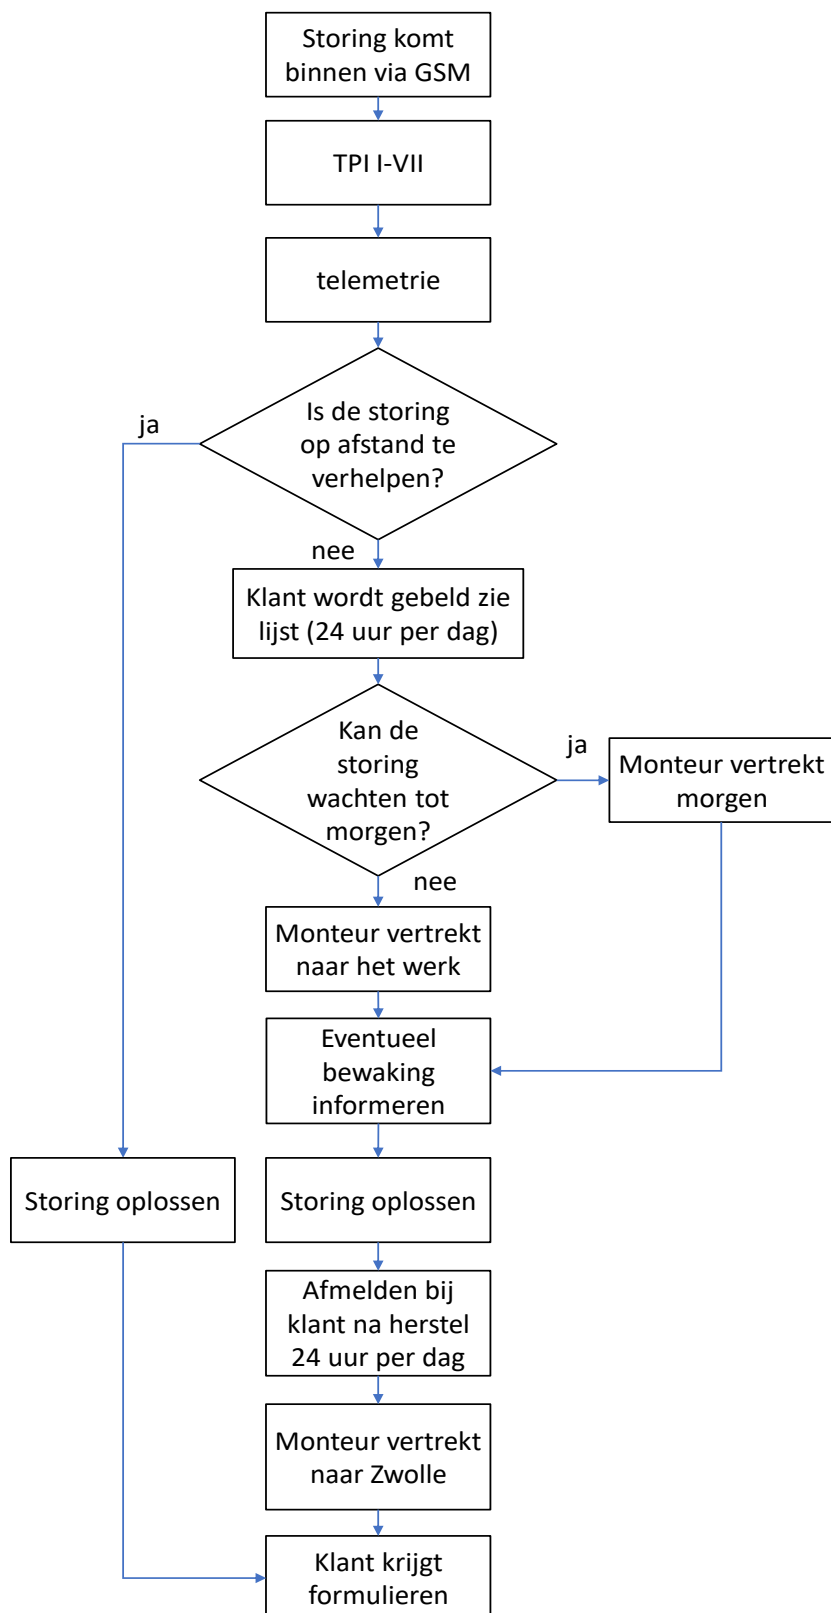 Storing komt
binnen via GSM
TPI I-VII
telemetrie
Is de storing
op afstand te
verhelpen?
ja
nee
Klant wordt gebeld zie
lijst (24 uur per dag)
Kan de
storing
wachten tot
morgen?
ja
Monteur vertrekt
morgen
nee
Monteur vertrekt
naar het werk
Eventueel
bewaking
informeren
Storing oplossen
Storing oplossen
Afmelden bij
klant na herstel
24 uur per dag
Monteur vertrekt
naar Zwolle
Klant krijgt
formulieren